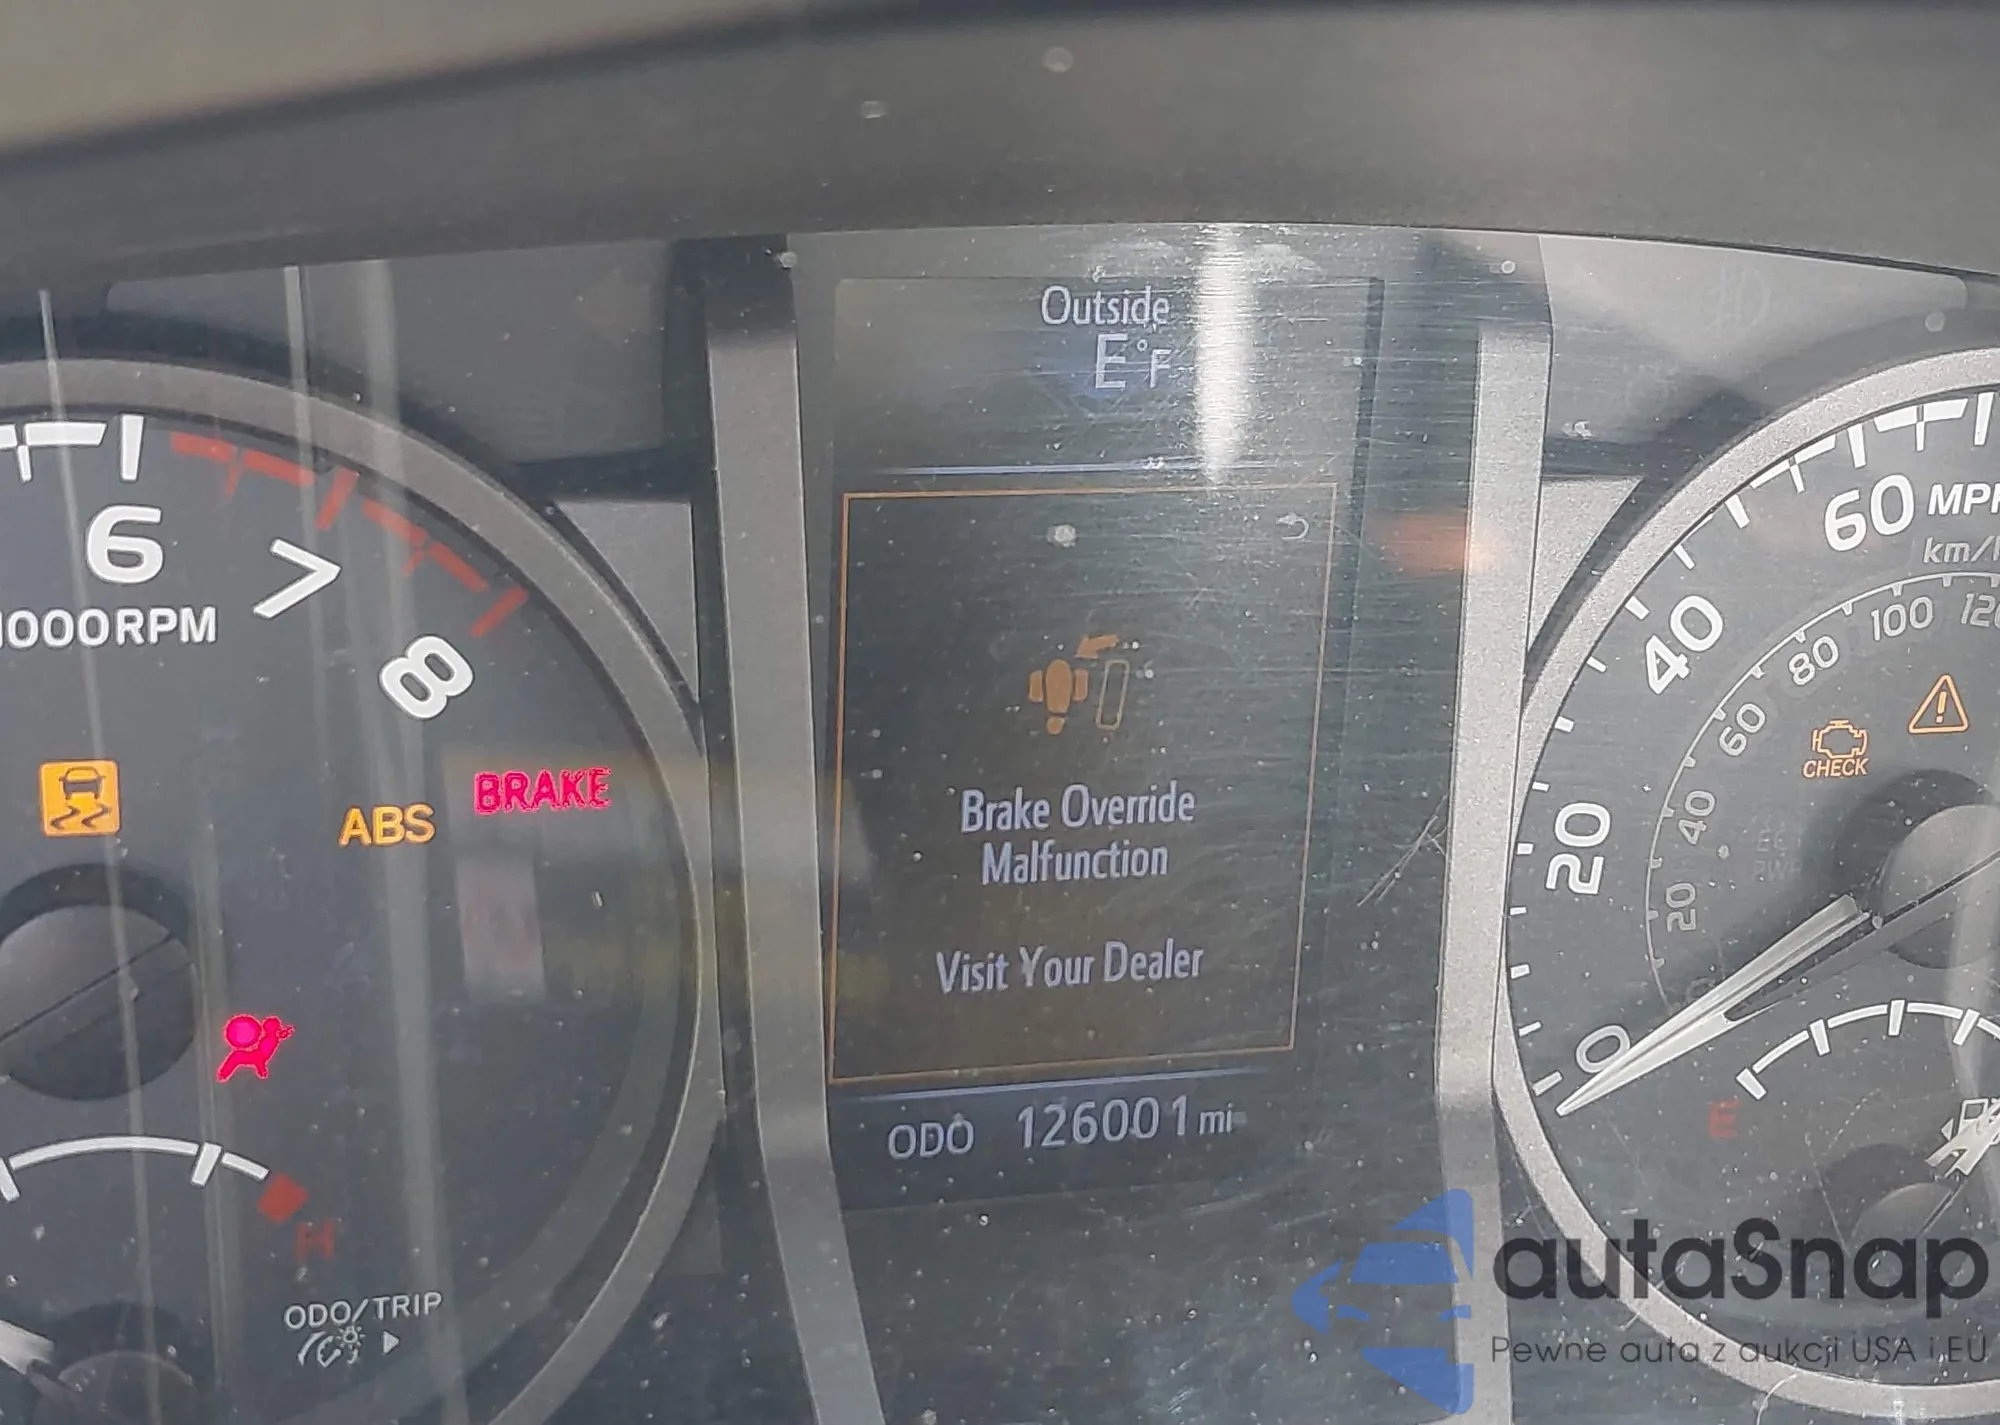 Outside
E°F
6
7
8
1000RPM
ABS
BRAKE
Brake Override
Malfunction
Visit Your Dealer
ODO 126001 mi
H
ODO/TRIP
60 MPH
km/h
40
20
0
120
100
80
60
40
20
CHECK
E
autaSnap
Pewne auta z aukcji USA i EU